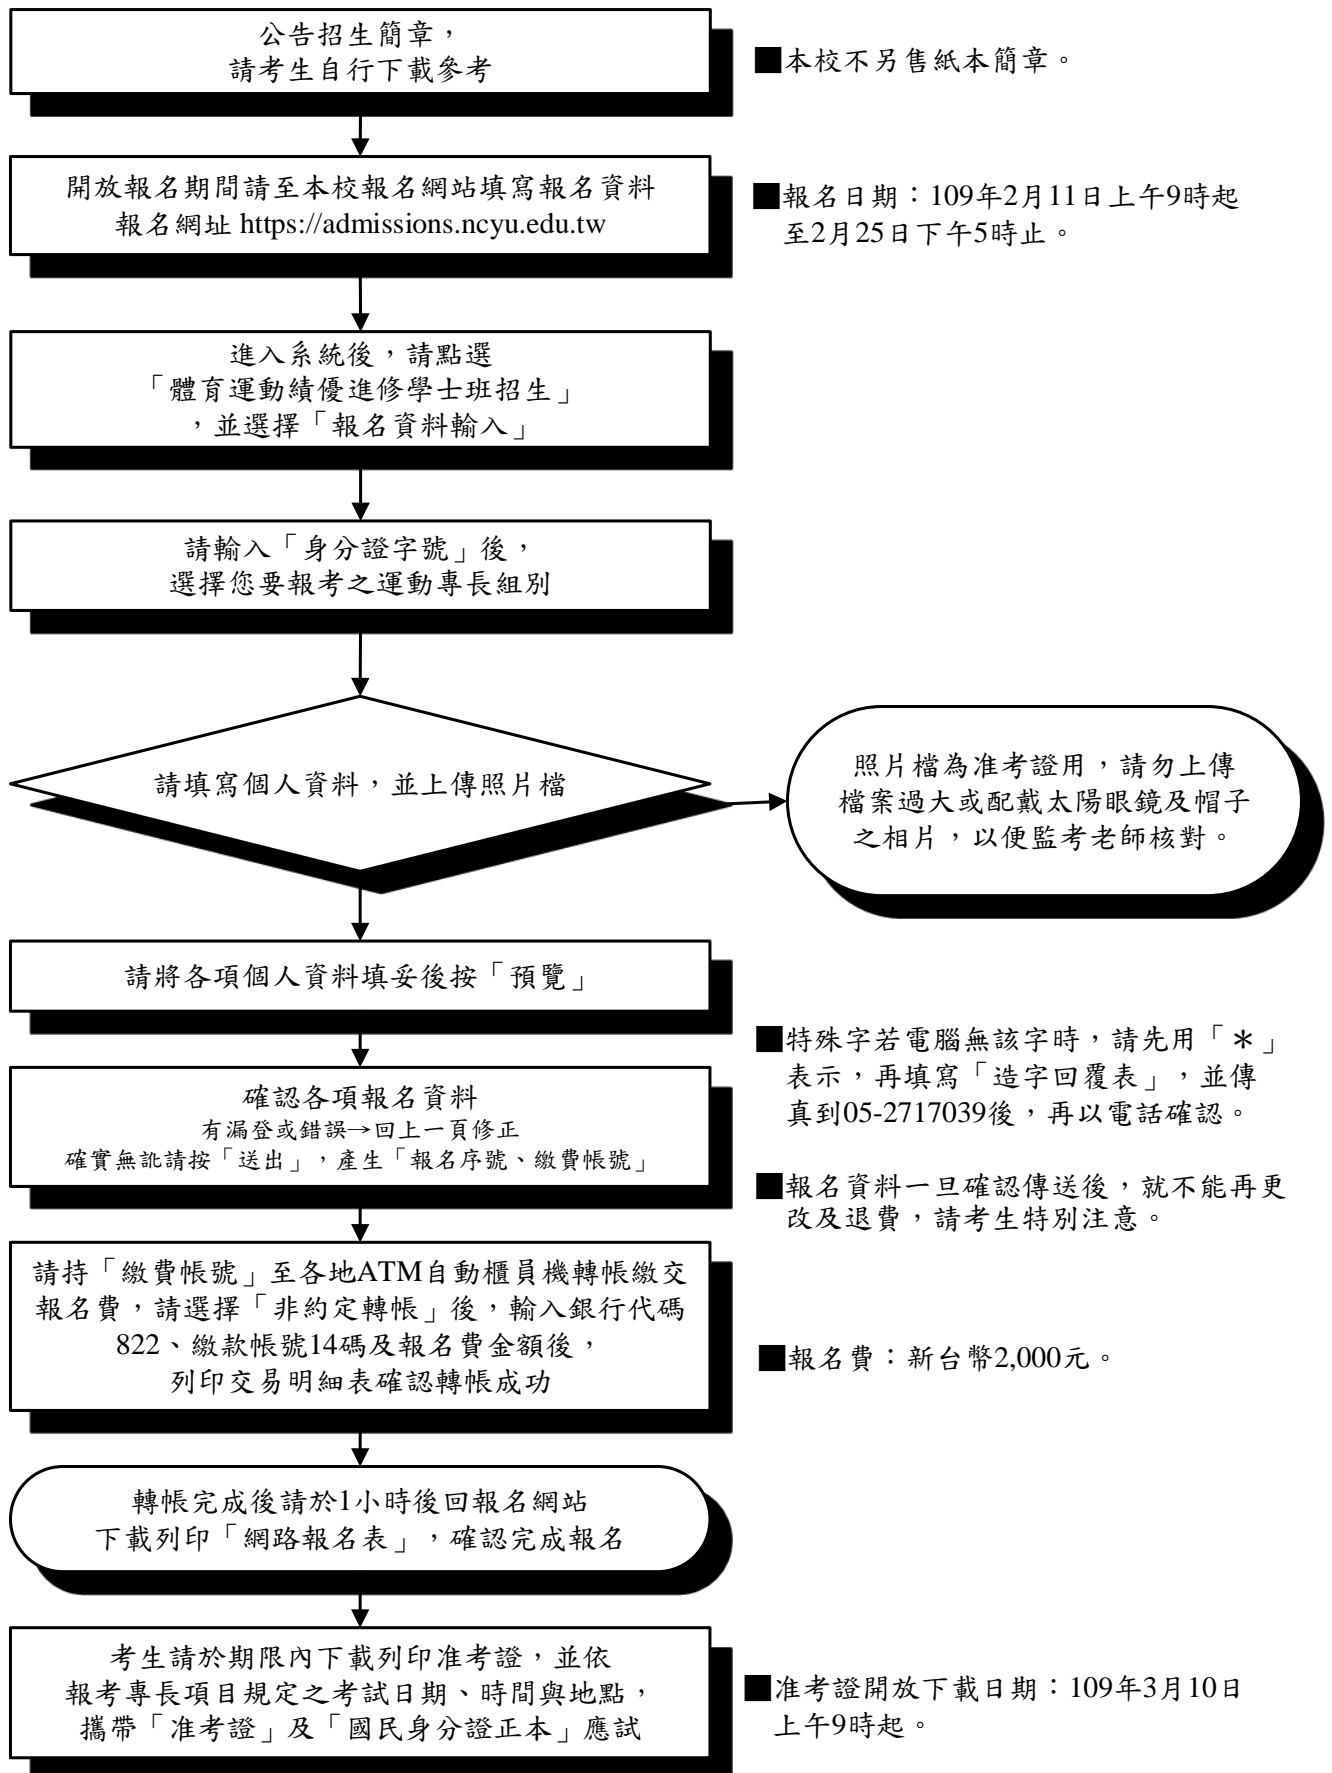 公告招生簡章，
請考生自行下載參考
■本校不另售紙本簡章。
開放報名期間請至本校報名網站填寫報名資料
報名網址 https://admissions.ncyu.edu.tw
■報名日期：109年2月11日上午9時起
至2月25日下午5時止。
進入系統後，請點選
「體育運動績優進修學士班招生」
，並選擇「報名資料輸入」
請輸入「身分證字號」後，
選擇您要報考之運動專長組別
請填寫個人資料，並上傳照片檔
照片檔為准考證用，請勿上傳
檔案過大或配戴太陽眼鏡及帽子
之相片，以便監考老師核對。
請將各項個人資料填妥後按「預覽」
■特殊字若電腦無該字時，請先用「＊」
表示，再填寫「造字回覆表」，並傳
真到05-2717039後，再以電話確認。
確認各項報名資料
有漏登或錯誤→回上一頁修正
確實無訛請按「送出」，產生「報名序號、繳費帳號」
■報名資料一旦確認傳送後，就不能再更
改及退費，請考生特別注意。
請持「繳費帳號」至各地ATM自動櫃員機轉帳繳交
報名費，請選擇「非約定轉帳」後，輸入銀行代碼
822、繳款帳號14碼及報名費金額後，
列印交易明細表確認轉帳成功
■報名費：新台幣2,000元。
轉帳完成後請於1小時後回報名網站
下載列印「網路報名表」，確認完成報名
考生請於期限內下載列印准考證，並依
報考專長項目規定之考試日期、時間與地點，
攜帶「准考證」及「國民身分證正本」應試
■准考證開放下載日期：109年3月10日
上午9時起。